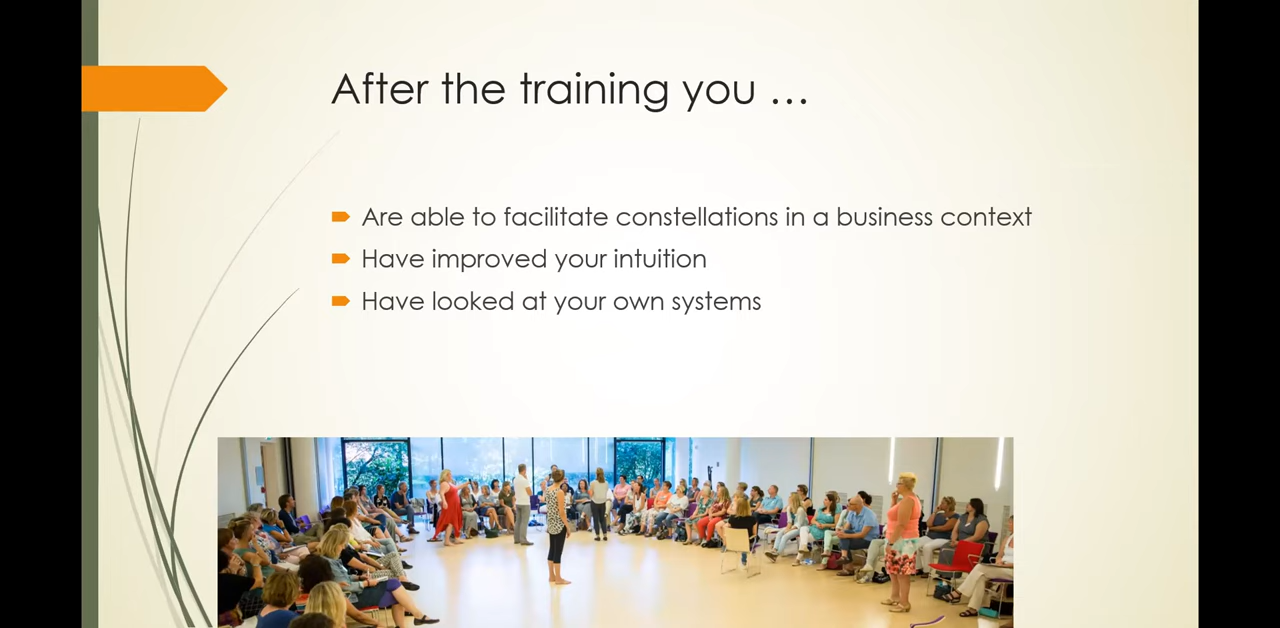 After the training you …
Are able to facilitate constellations in a business context
Have improved your intuition
Have looked at your own systems